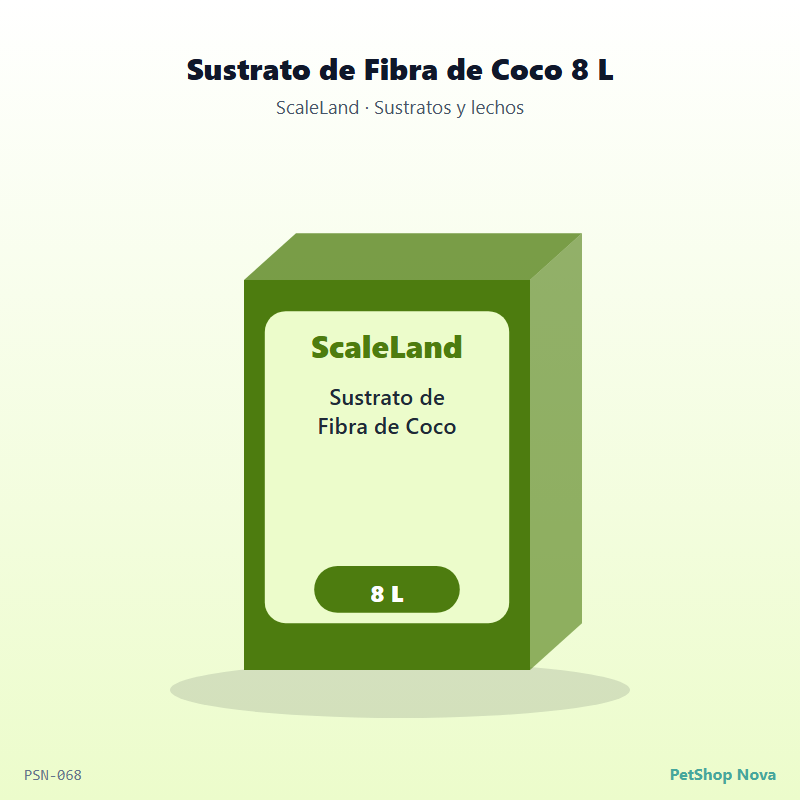 Sustrato de Fibra de Coco 8 L
ScaleLand · Sustratos y lechos
ScaleLand
Sustrato de
Fibra de Coco
8 L
PSN-068
PetShop Nova